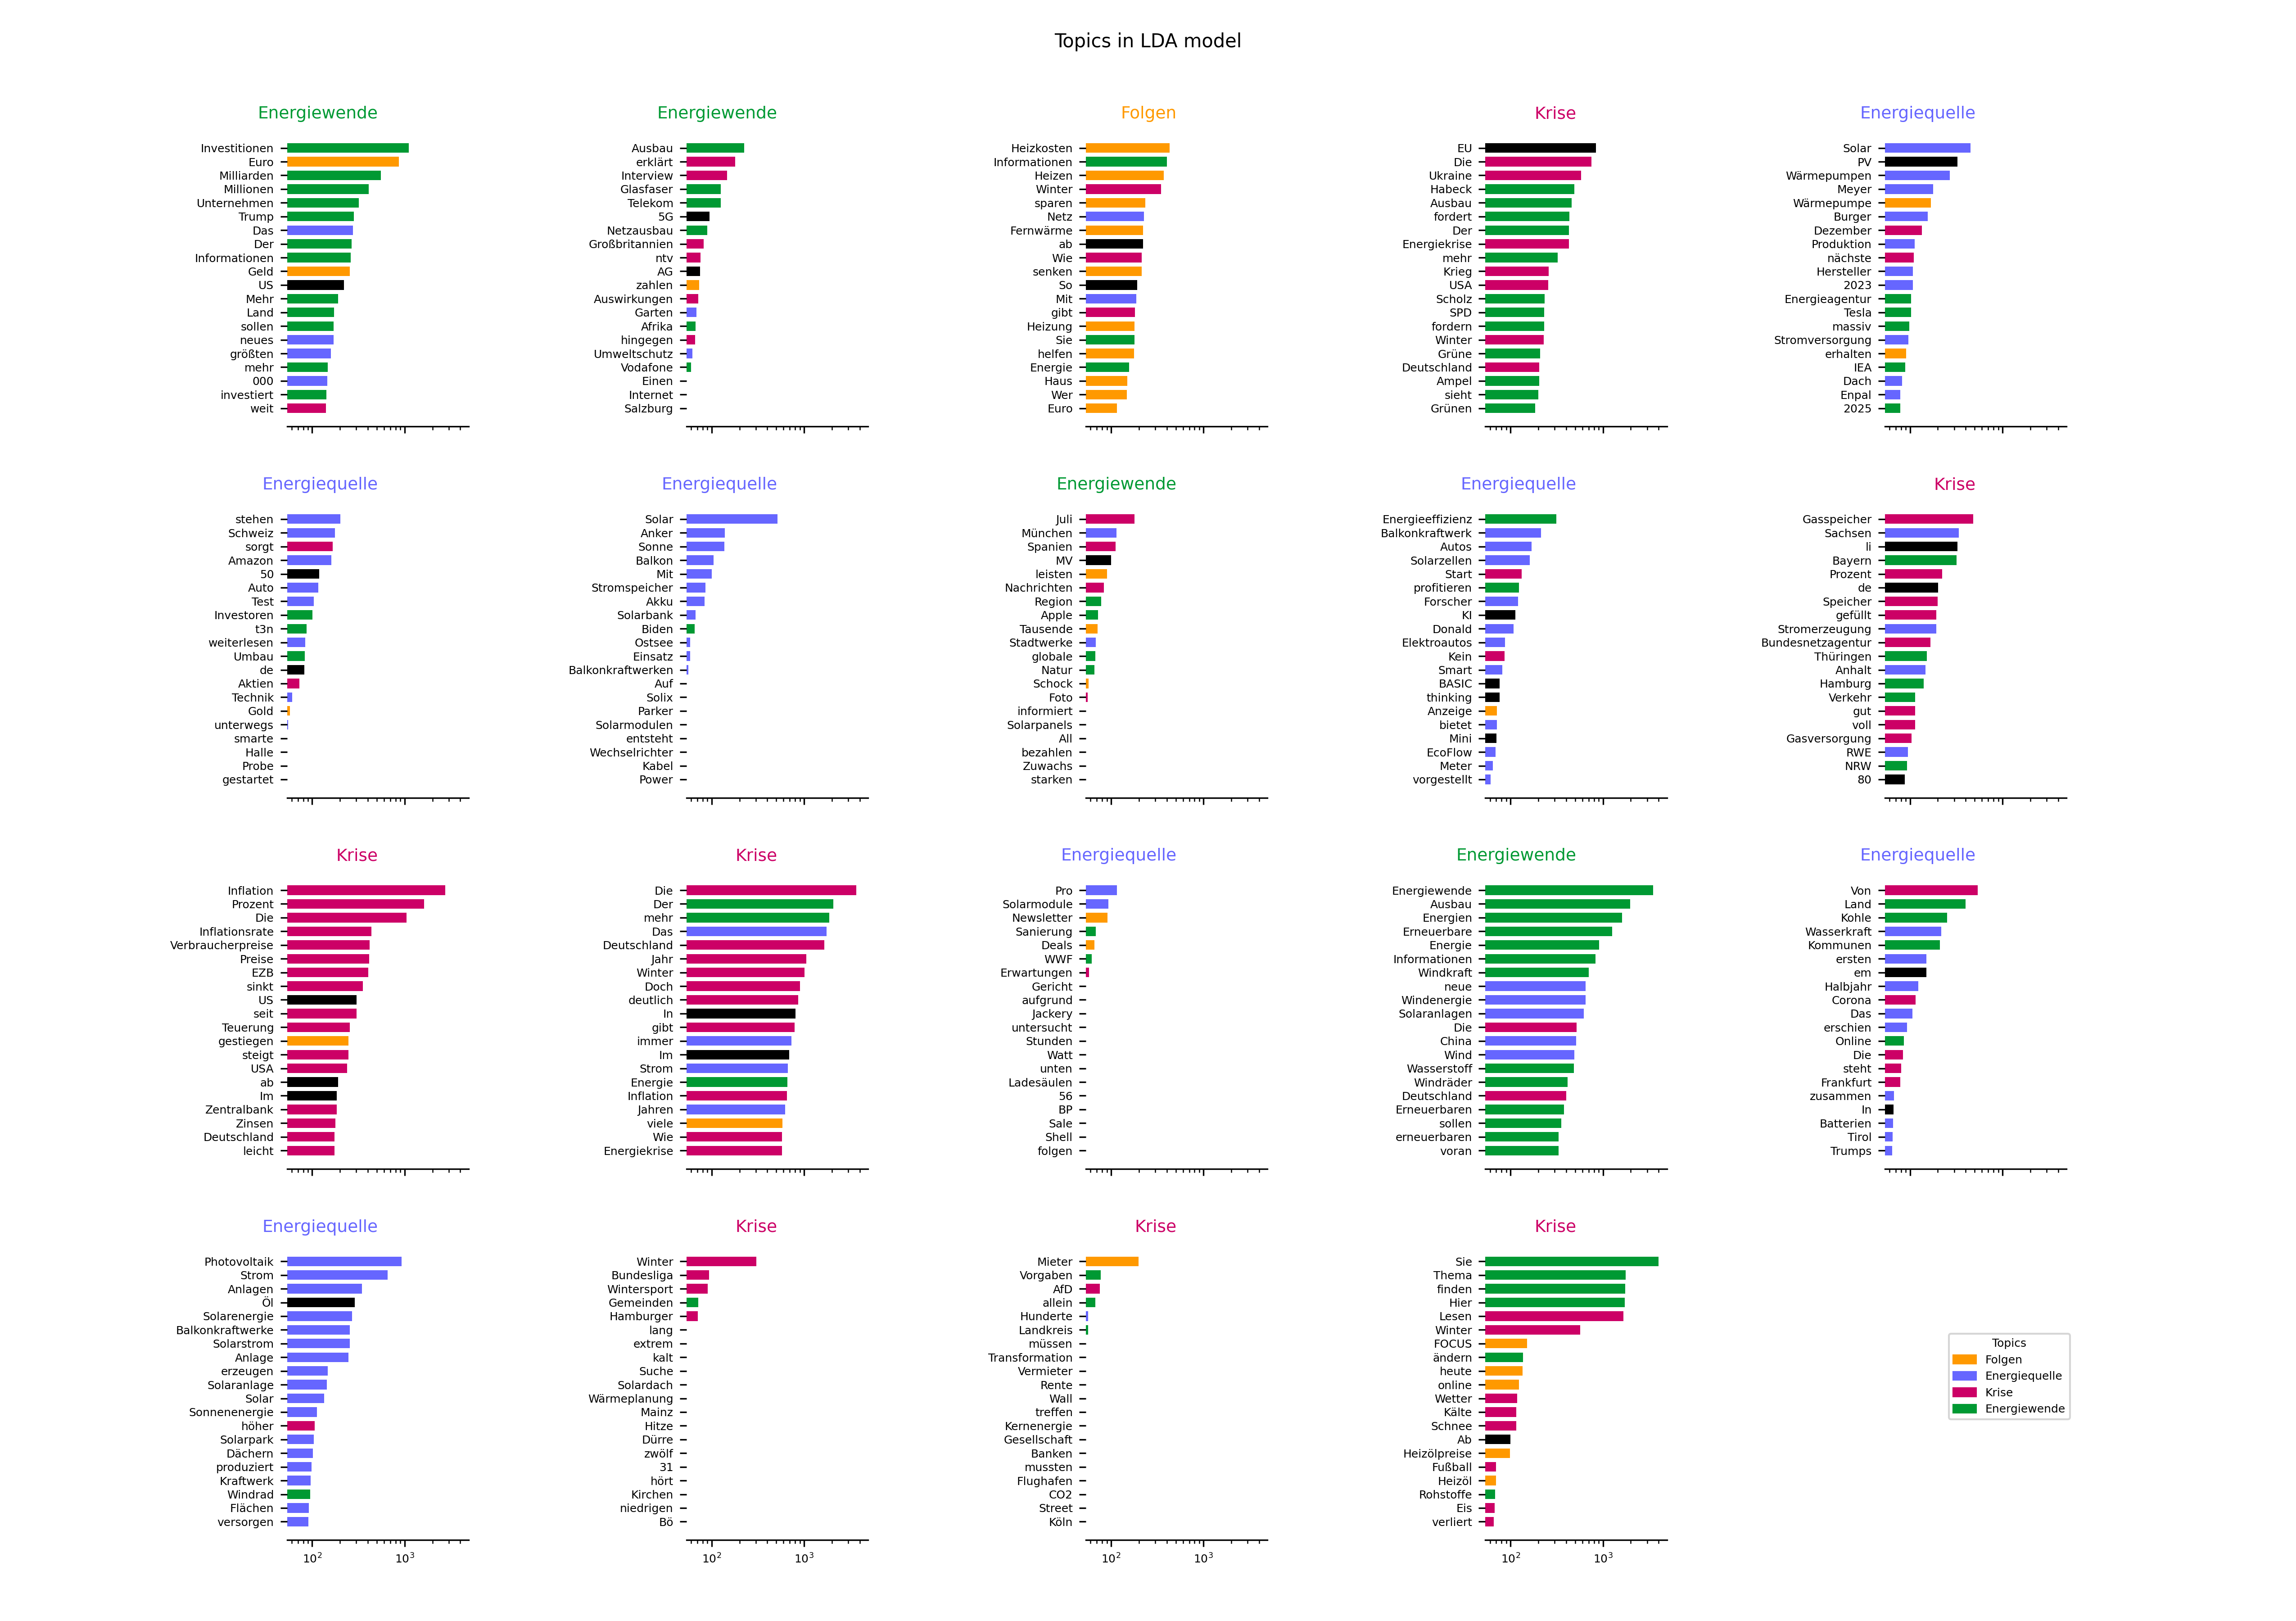 Topics in LDA model
Energiewende
Investitionen
Euro
Milliarden
Millionen
Unternehmen
Trump
Das
Der
Informationen
Geld
US
Mehr
Land
sollen
neues
größten
mehr
000
investiert
weit
Energiewende
Ausbau
erklärt
Interview
Glasfaser
Telekom
5G
Netzausbau
Großbritannien
ntv
AG
zahlen
Auswirkungen
Garten
Afrika
hingegen
Umweltschutz
Vodafone
Einen
Internet
Salzburg
Folgen
Heizkosten
Informationen
Heizen
Winter
sparen
Netz
Fernwärme
ab
Wie
senken
So
Mit
gibt
Heizung
Sie
helfen
Energie
Haus
Wer
Euro
Krise
EU
Die
Ukraine
Habeck
Ausbau
fordert
Der
Energiekrise
mehr
Krieg
USA
Scholz
SPD
fordern
Winter
Grüne
Deutschland
Ampel
sieht
Grünen
Energiequelle
Solar
PV
Wärmepumpen
Meyer
Wärmepumpe
Burger
Dezember
Produktion
nächste
Hersteller
2023
Energieagentur
Tesla
massiv
Stromversorgung
erhalten
IEA
Dach
Enpal
2025
Energiequelle
stehen
Schweiz
sorgt
Amazon
50
Auto
Test
Investoren
t3n
weiterlesen
Umbau
de
Aktien
Technik
Gold
unterwegs
smarte
Halle
Probe
gestartet
Energiequelle
Solar
Anker
Sonne
Balkon
Mit
Stromspeicher
Akku
Solarbank
Biden
Ostsee
Einsatz
Balkonkraftwerken
Auf
Solix
Parker
Solarmodulen
entsteht
Wechselrichter
Kabel
Power
Energiewende
Juli
München
Spanien
MV
leisten
Nachrichten
Region
Apple
Tausende
Stadtwerke
globale
Natur
Schock
Foto
informiert
Solarpanels
All
bezahlen
Zuwachs
starken
Energiequelle
Energieeffizienz
Balkonkraftwerk
Autos
Solarzellen
Start
profitieren
Forscher
KI
Donald
Elektroautos
Kein
Smart
BASIC
thinking
Anzeige
bietet
Mini
EcoFlow
Meter
vorgestellt
Krise
Gasspeicher
Sachsen
li
Bayern
Prozent
de
Speicher
gefüllt
Stromerzeugung
Bundesnetzagentur
Thüringen
Anhalt
Hamburg
Verkehr
gut
voll
Gasversorgung
RWE
NRW
80
Krise
Inflation
Prozent
Die
Inflationsrate
Verbraucherpreise
Preise
EZB
sinkt
US
seit
Teuerung
gestiegen
steigt
USA
ab
Im
Zentralbank
Zinsen
Deutschland
leicht
Krise
Die
Der
mehr
Das
Deutschland
Jahr
Winter
Doch
deutlich
In
gibt
immer
Im
Strom
Energie
Inflation
Jahren
viele
Wie
Energiekrise
Energiequelle
Pro
Solarmodule
Newsletter
Sanierung
Deals
WWF
Erwartungen
Gericht
aufgrund
Jackery
untersucht
Stunden
Watt
unten
Ladesäulen
56
BP
Sale
Shell
folgen
Energiewende
Energiewende
Ausbau
Energien
Erneuerbare
Energie
Informationen
Windkraft
neue
Windenergie
Solaranlagen
Die
China
Wind
Wasserstoff
Windräder
Deutschland
Erneuerbaren
sollen
erneuerbaren
voran
Energiequelle
Von
Land
Kohle
Wasserkraft
Kommunen
ersten
em
Halbjahr
Corona
Das
erschien
Online
Die
steht
Frankfurt
zusammen
In
Batterien
Tirol
Trumps
Energiequelle
Photovoltaik
Strom
Anlagen
Öl
Solarenergie
Balkonkraftwerke
Solarstrom
Anlage
erzeugen
Solaranlage
Solar
Sonnenenergie
höher
Solarpark
Dächern
produziert
Kraftwerk
Windrad
Flächen
versorgen
10² 10³
Krise
Winter
Bundesliga
Wintersport
Gemeinden
Hamburger
lang
extrem
kalt
Suche
Solardach
Wärmeplanung
Mainz
Hitze
Dürre
zwölf
31
hört
Kirchen
niedrigen
Bö
10² 10³
Krise
Mieter
Vorgaben
AfD
allein
Hunderte
Landkreis
müssen
Transformation
Vermieter
Rente
Wall
treffen
Kernenergie
Gesellschaft
Banken
mussten
Flughafen
CO2
Street
Köln
10² 10³
Krise
Sie
Thema
finden
Hier
Lesen
Winter
FOCUS
ändern
heute
online
Wetter
Kälte
Schnee
Ab
Heizölpreise
Fußball
Heizöl
Rohstoffe
Eis
verliert
10² 10³
Topics
Folgen
Energiequelle
Krise
Energiewende